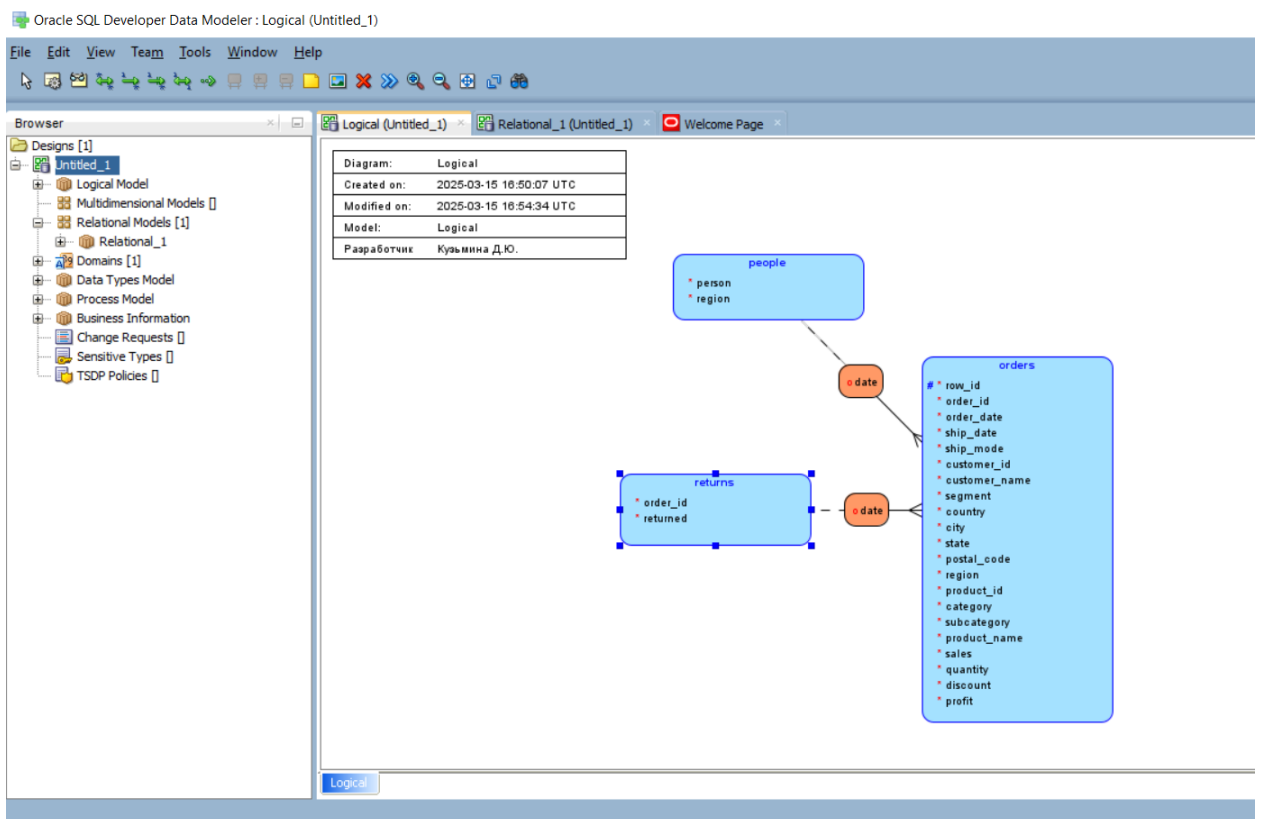 Oracle SQL Developer Data Modeler : Logical (Untitled_1)
File Edit View Team Tools Window Help
Browser
Logical (Untitled_1)
Relational_1 (Untitled_1)
Welcome Page
Designs [1]
Untitled_1
Logical Model
Multidimensional Models []
Relational Models [1]
Relational_1
Domains [1]
Data Types Model
Process Model
Business Information
Change Requests []
Sensitive Types []
TSDP Policies []
Diagram: Logical
Created on: 2025-03-15 16:50:07 UTC
Modified on: 2025-03-15 16:54:34 UTC
Model: Logical
Разработчик Кузьмина Д.Ю.
people
* person
* region
o date
returns
* order_id
* returned
o date
orders
# * row_id
* order_id
* order_date
* ship_date
* ship_mode
* customer_id
* customer_name
* segment
* country
* city
* state
* postal_code
* region
* product_id
* category
* subcategory
* product_name
* sales
* quantity
* discount
* profit
Logical